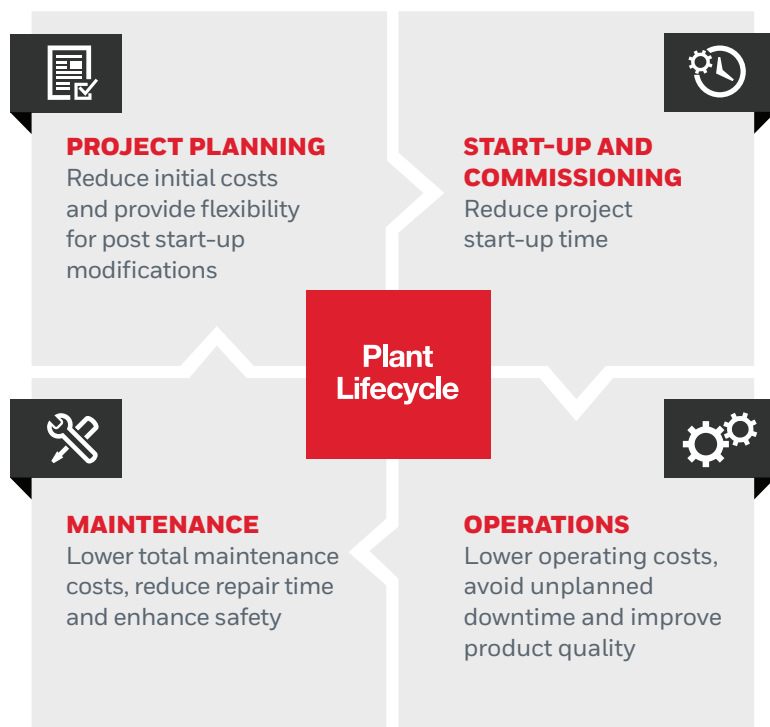 PROJECT PLANNING
Reduce initial costs
and provide flexibility
for post start-up
modifications
START-UP AND
COMMISSIONING
Reduce project
start-up time
Plant
Lifecycle
MAINTENANCE
Lower total maintenance
costs, reduce repair time
and enhance safety
OPERATIONS
Lower operating costs,
avoid unplanned
downtime and improve
product quality